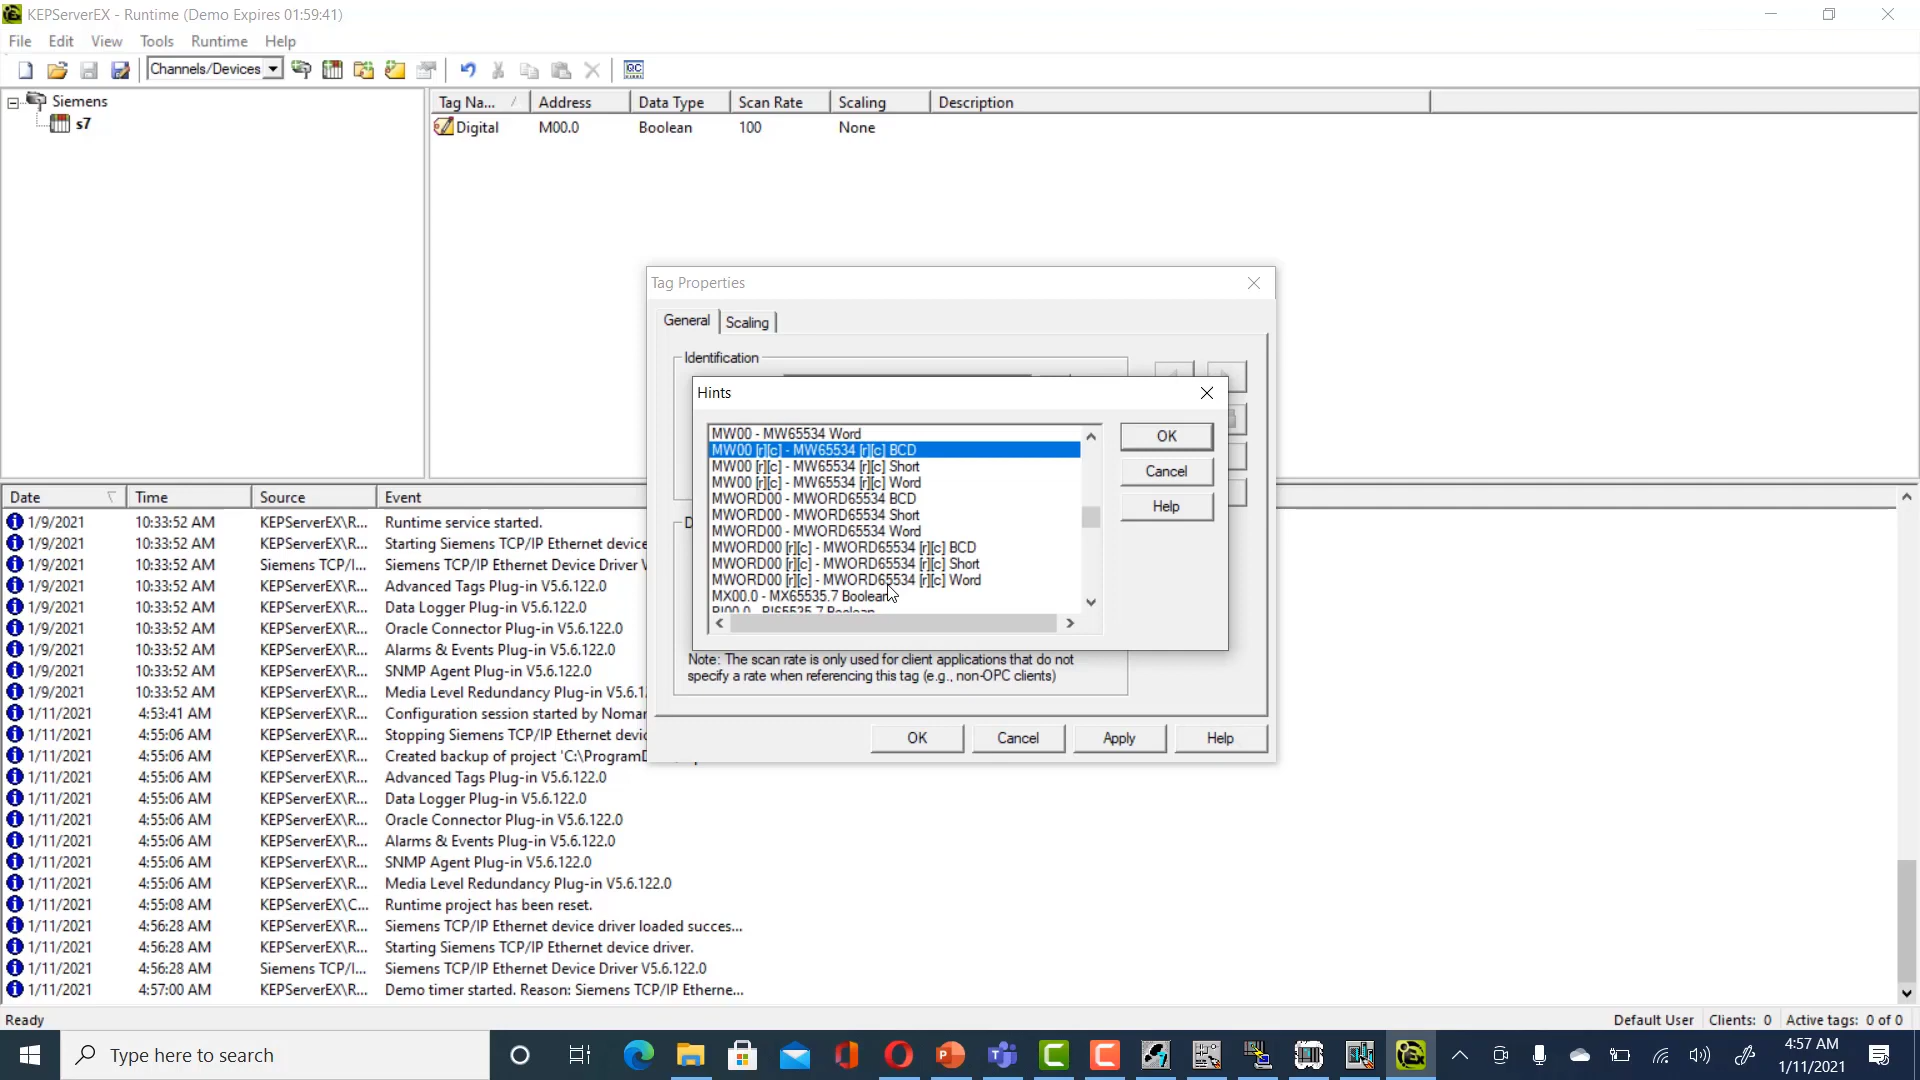 KEPServerEX - Runtime (Demo Expires 01:59:41)
File Edit View Tools Runtime Help
Channels/Devices
Siemens
s7
Tag Na... Address Data Type Scan Rate Scaling Description
Digital M00.0 Boolean 100 None
Tag Properties
General Scaling
Identification
Hints
MW00 - MW65534 Word
MW00 [r][c] - MW65534 [r][c] BCD
MW00 [r][c] - MW65534 [r][c] Short
MW00 [r][c] - MW65534 [r][c] Word
MWORD00 - MWORD65534 BCD
MWORD00 - MWORD65534 Short
MWORD00 - MWORD65534 Word
MWORD00 [r][c] - MWORD65534 [r][c] BCD
MWORD00 [r][c] - MWORD65534 [r][c] Short
MWORD00 [r][c] - MWORD65534 [r][c] Word
MX00.0 - MX65535.7 Boolean
PI00.0 - PI65535.7 Boolean
OK
Cancel
Help
Note: The scan rate is only used for client applications that do not
specify a rate when referencing this tag (e.g., non-OPC clients)
OK Cancel Apply Help
Date Time Source Event
1/9/2021 10:33:52 AM KEPServerEX\R... Runtime service started.
1/9/2021 10:33:52 AM KEPServerEX\R... Starting Siemens TCP/IP Ethernet device
1/9/2021 10:33:52 AM Siemens TCP/I... Siemens TCP/IP Ethernet Device Driver V
1/9/2021 10:33:52 AM KEPServerEX\R... Advanced Tags Plug-in V5.6.122.0
1/9/2021 10:33:52 AM KEPServerEX\R... Data Logger Plug-in V5.6.122.0
1/9/2021 10:33:52 AM KEPServerEX\R... Oracle Connector Plug-in V5.6.122.0
1/9/2021 10:33:52 AM KEPServerEX\R... Alarms & Events Plug-in V5.6.122.0
1/9/2021 10:33:52 AM KEPServerEX\R... SNMP Agent Plug-in V5.6.122.0
1/9/2021 10:33:52 AM KEPServerEX\R... Media Level Redundancy Plug-in V5.6.1
1/11/2021 4:53:41 AM KEPServerEX\R... Configuration session started by Noman
1/11/2021 4:55:06 AM KEPServerEX\R... Stopping Siemens TCP/IP Ethernet devic
1/11/2021 4:55:06 AM KEPServerEX\R... Created backup of project 'C:\ProgramD
1/11/2021 4:55:06 AM KEPServerEX\R... Advanced Tags Plug-in V5.6.122.0
1/11/2021 4:55:06 AM KEPServerEX\R... Data Logger Plug-in V5.6.122.0
1/11/2021 4:55:06 AM KEPServerEX\R... Oracle Connector Plug-in V5.6.122.0
1/11/2021 4:55:06 AM KEPServerEX\R... Alarms & Events Plug-in V5.6.122.0
1/11/2021 4:55:06 AM KEPServerEX\R... SNMP Agent Plug-in V5.6.122.0
1/11/2021 4:55:06 AM KEPServerEX\R... Media Level Redundancy Plug-in V5.6.122.0
1/11/2021 4:55:08 AM KEPServerEX\C... Runtime project has been reset.
1/11/2021 4:56:28 AM KEPServerEX\R... Siemens TCP/IP Ethernet device driver loaded succes...
1/11/2021 4:56:28 AM KEPServerEX\R... Starting Siemens TCP/IP Ethernet device driver.
1/11/2021 4:56:28 AM Siemens TCP/I... Siemens TCP/IP Ethernet Device Driver V5.6.122.0
1/11/2021 4:57:00 AM KEPServerEX\R... Demo timer started. Reason: Siemens TCP/IP Etherne...
Ready Default User Clients: 0 Active tags: 0 of 0
Type here to search
4:57 AM
1/11/2021